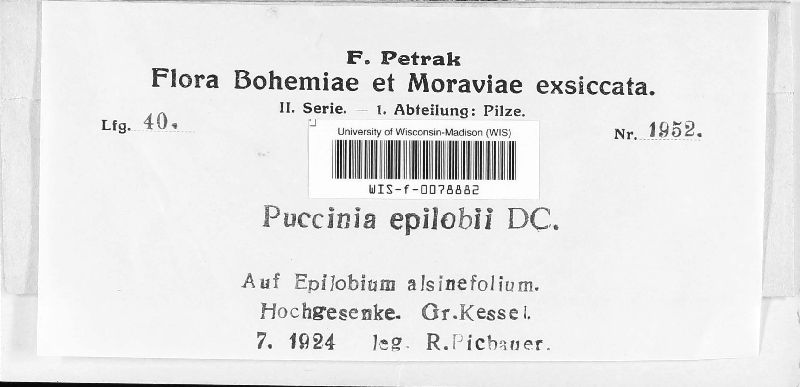 F. Petrak
Flora Bohemiae et Moraviae exsiccata.
II. Serie. — 1. Abteilung: Pilze.
Lfg. 40.
Nr. 1952.
University of Wisconsin-Madison (WIS)
WIS-f-0078882
Puccinia epilobii DC.
Auf Epilobium alsinefolium.
Hochgesenke. Gr.Kessel.
7. 1924 leg. R.Picbauer.